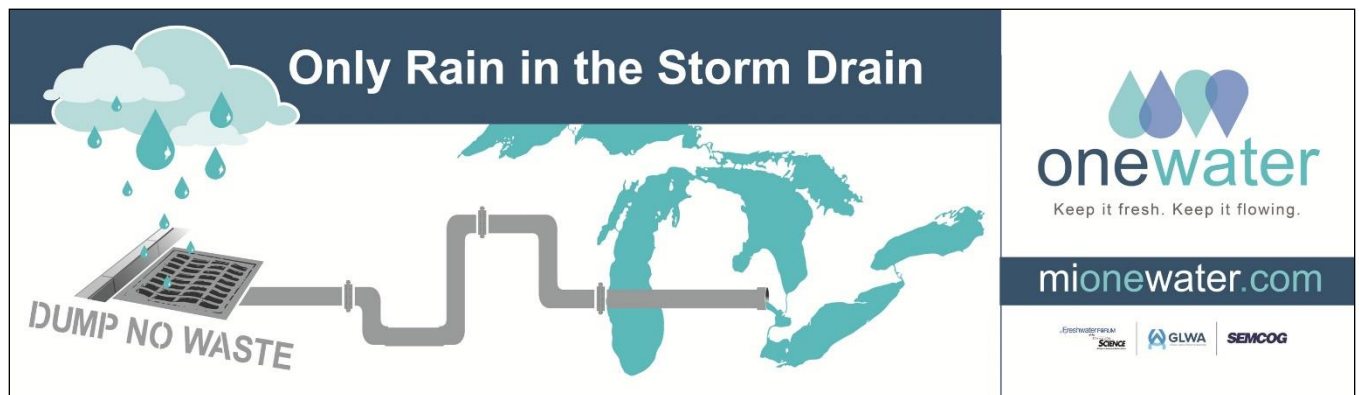 Only Rain in the Storm Drain
DUMP NO WASTE
onewater
Keep it fresh. Keep it flowing.
mionewater.com
FreshwaterFORUM
SCIENCE
GLWA
SEMCOG